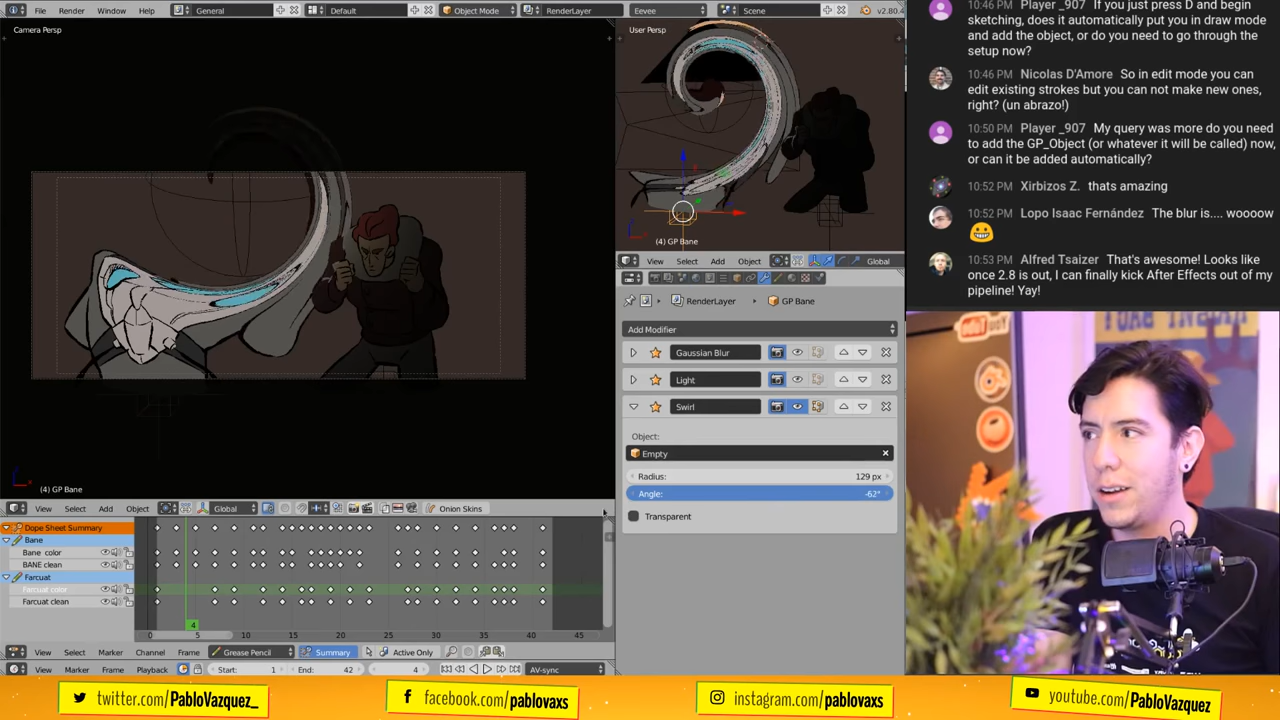 File Render Window Help General Default Object Mode RenderLayer Eevee Scene v2.80.4
Camera Persp
(4) GP Bane
User Persp
(4) GP Bane
View Select Add Object Global
RenderLayer GP Bane
Add Modifier
Gaussian Blur
Light
Swirl
Object:
Empty
Radius: 129 px
Angle: -62°
Transparent
View Select Add Object Global Onion Skins
Dope Sheet Summary
Bane
Bane color
BANE clean
Farcuat
Farcuat color
Farcuat clean
4
0 5 10 15 20 25 30 35 40 45
View Select Marker Channel Frame Grease Pencil Summary Active Only
View Marker Frame Playback Start: 1 End: 42 4 AV-sync
10:46 PM Player _907 If you just press D and begin
sketching, does it automatically put you in draw mode
and add the object, or do you need to go through the
setup now?
10:46 PM Nicolas D'Amore So in edit mode you can
edit existing strokes but you can not make new ones,
right? (un abrazo!)
10:50 PM Player _907 My query was more do you need
to add the GP_Object (or whatever it will be called) now,
or can it be added automatically?
10:52 PM Xirbizos Z. thats amazing
10:52 PM Lopo Isaac Fernández The blur is.... woooow
10:53 PM Alfred Tsaizer That's awesome! Looks like
once 2.8 is out, I can finally kick After Effects out of my
pipeline! Yay!
twitter.com/PabloVazquez_
facebook.com/pablovaxs
instagram.com/pablovaxs
youtube.com/PabloVazquez